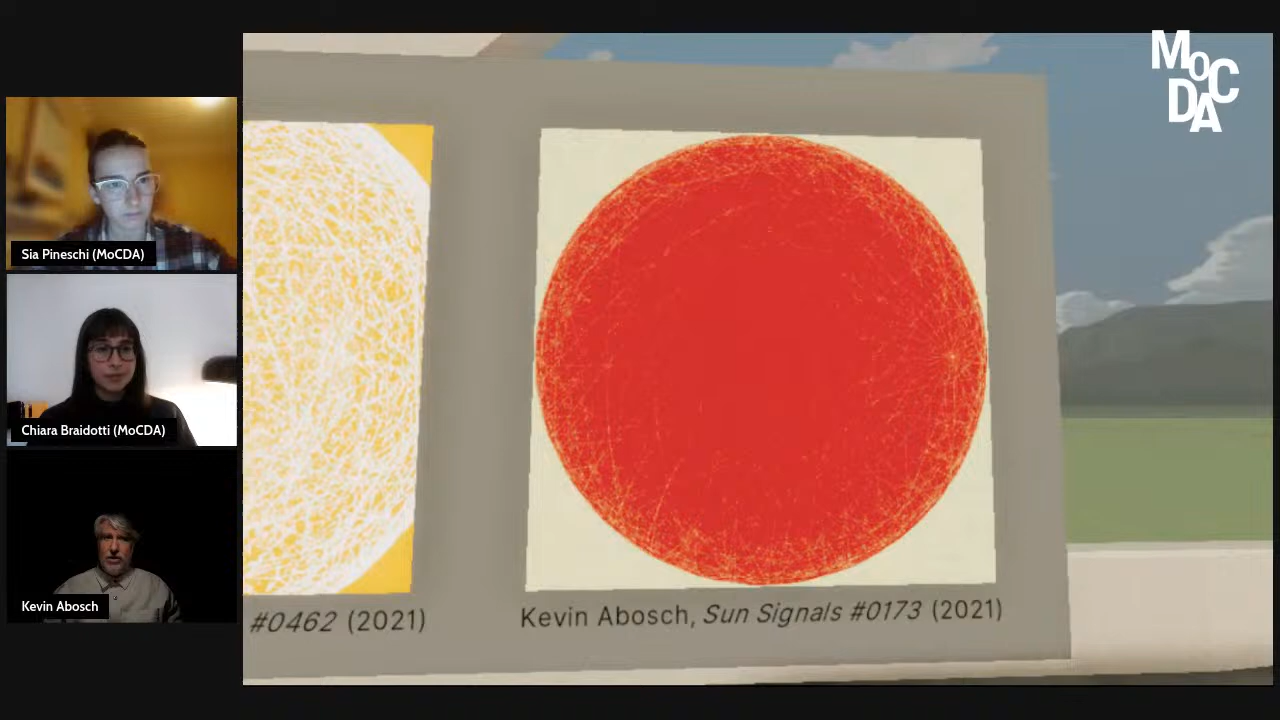 MoCDA
Sia Pineschi (MoCDA)
Chiara Braidotti (MoCDA)
Kevin Abosch
#0462 (2021)
Kevin Abosch, Sun Signals #0173 (2021)